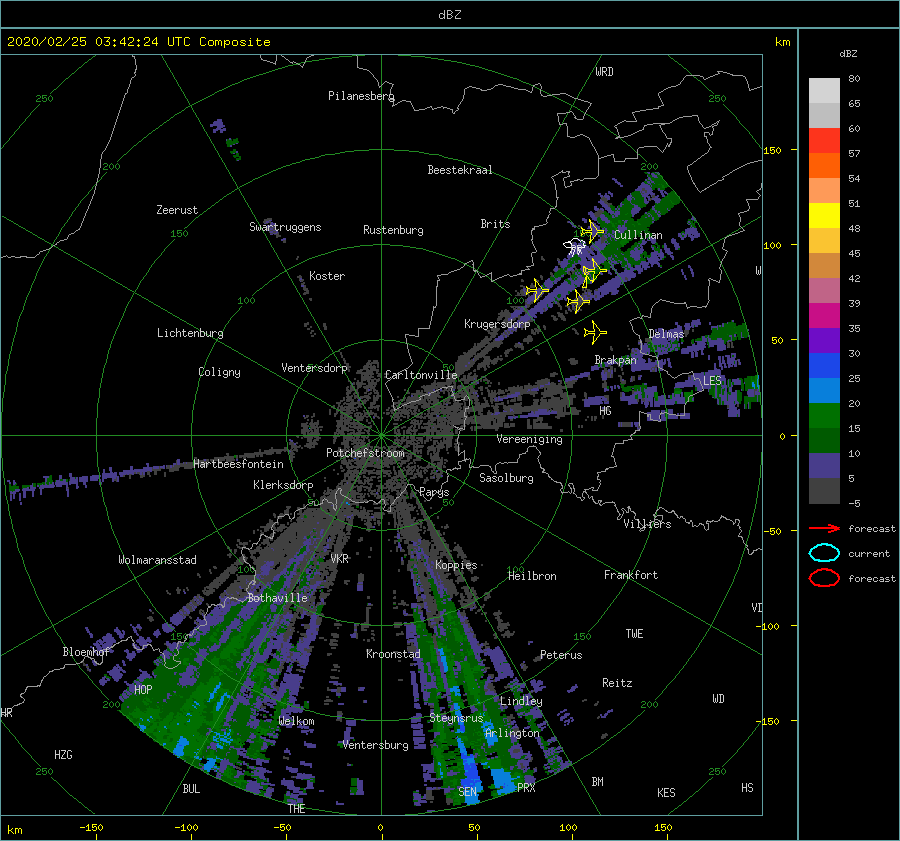 dBZ
2020/02/25 03:42:24 UTC Composite
km
dBZ
80
65
60
57
54
51
48
45
42
39
35
30
25
20
15
10
5
-5
forecast
current
forecast
WRD
Pilanesberg
250
250
150
200
200
Beestekraal
Zeerust
150
Swartruggens
Rustenburg
Brits
Cullinan
100
W
Koster
100
100
Krugersdorp
Lichtenburg
Delmas
50
Brakpan
Ventersdorp
Coligny
Carltonville
LES
HG
0
Vereeniging
Potchefstroom
Hartbeesfontein
Sasolburg
Klerksdorp
Parys
50
50
Villiers
-50
VKR
Wolmaransstad
Koppies
100
100
Heilbron
Frankfort
Bothaville
VI
-100
150
150
TWE
Bloemhof
Kroonstad
Peterus
HOP
Reitz
WD
200
200
Lindley
HR
Welkom
Steynsrus
-150
Arlington
Ventersburg
HZG
250
250
BM
BUL
SEN
PRX
KES
HS
THE
km
-150
-100
-50
0
50
100
150